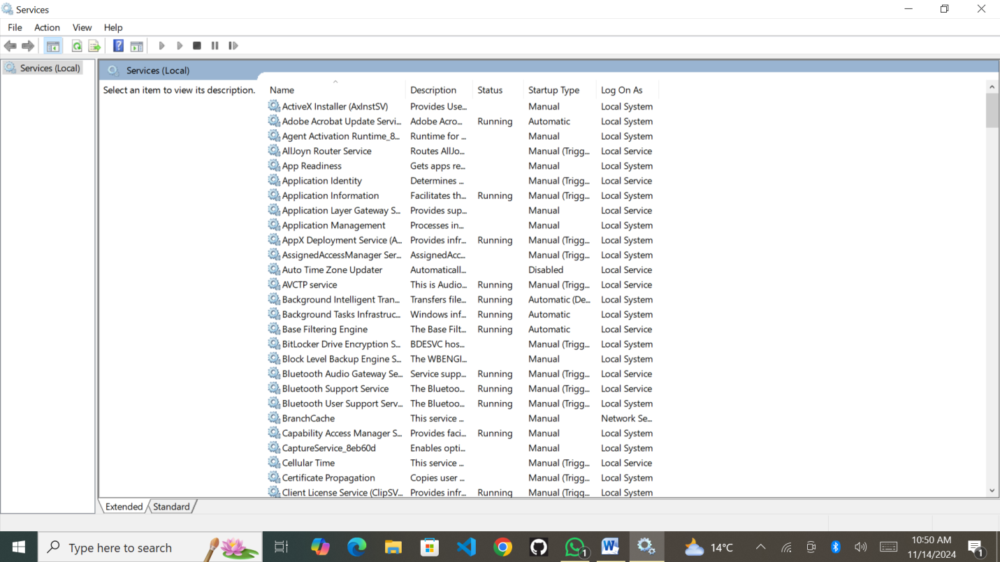 Services
File Action View Help
Services (Local)
Services (Local)
Select an item to view its description.
Name Description Status Startup Type Log On As
ActiveX Installer (AxInstSV) Provides Use... Manual Local System
Adobe Acrobat Update Servi... Adobe Acro... Running Automatic Local System
Agent Activation Runtime_8... Runtime for ... Manual Local System
AllJoyn Router Service Routes AllJo... Manual (Trigg... Local Service
App Readiness Gets apps re... Manual Local System
Application Identity Determines ... Manual (Trigg... Local Service
Application Information Facilitates th... Running Manual (Trigg... Local System
Application Layer Gateway S... Provides sup... Manual Local Service
Application Management Processes in... Manual Local System
AppX Deployment Service (A... Provides infr... Running Manual (Trigg... Local System
AssignedAccessManager Ser... AssignedAcc... Manual (Trigg... Local System
Auto Time Zone Updater Automaticall... Disabled Local Service
AVCTP service This is Audio... Running Manual (Trigg... Local Service
Background Intelligent Tran... Transfers file... Running Automatic (De... Local System
Background Tasks Infrastruc... Windows inf... Running Automatic Local System
Base Filtering Engine The Base Filt... Running Automatic Local Service
BitLocker Drive Encryption S... BDESVC hos... Manual (Trigg... Local System
Block Level Backup Engine S... The WBENGI... Manual Local System
Bluetooth Audio Gateway Se... Service supp... Running Manual (Trigg... Local Service
Bluetooth Support Service The Bluetoo... Running Manual (Trigg... Local Service
Bluetooth User Support Serv... The Bluetoo... Running Manual (Trigg... Local System
BranchCache This service ... Manual Network Se...
Capability Access Manager S... Provides faci... Running Manual Local System
CaptureService_8eb60d Enables opti... Manual Local System
Cellular Time This service ... Manual (Trigg... Local Service
Certificate Propagation Copies user ... Manual (Trigg... Local System
Client License Service (ClipSV... Provides infr... Running Manual (Trigg... Local System
Extended Standard
Type here to search
1
14°C
10:50 AM
11/14/2024
1